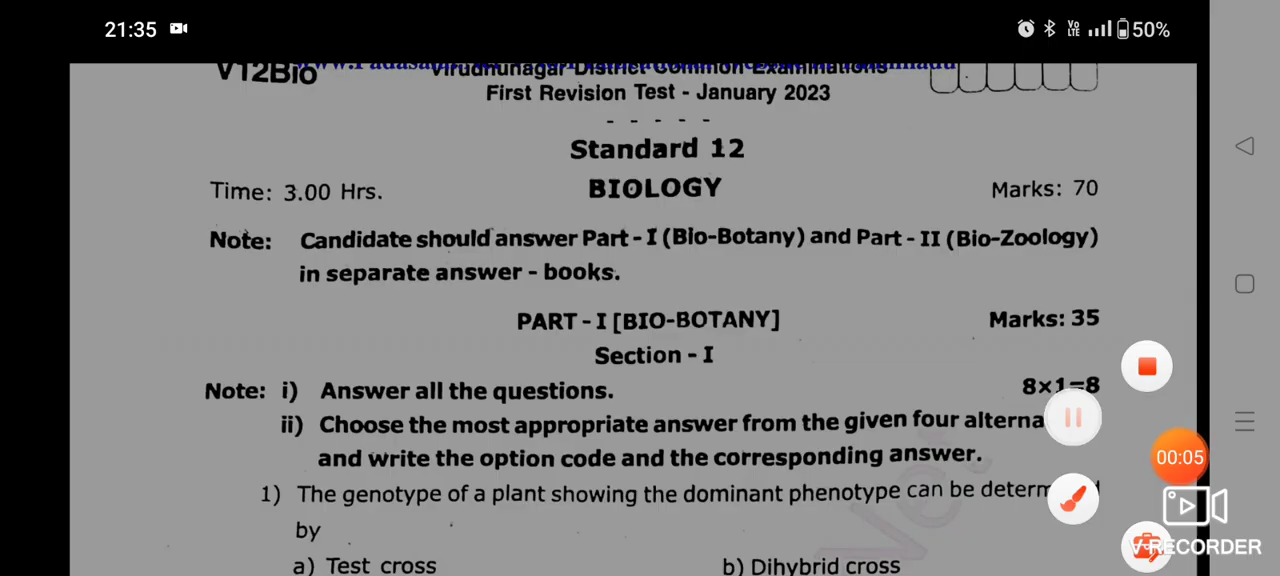 21:35 50%
VT2Bio Virudhunagar District Common Examinations
First Revision Test - January 2023
Standard 12
Time: 3.00 Hrs. BIOLOGY Marks: 70
Note: Candidate should answer Part - I (Bio-Botany) and Part - II (Bio-Zoology)
in separate answer - books.
PART - I [BIO-BOTANY] Marks: 35
Section - I
Note: i) Answer all the questions. 8×1=8
ii) Choose the most appropriate answer from the given four alterna
and write the option code and the corresponding answer.
00:05
1) The genotype of a plant showing the dominant phenotype can be determ
by
V RECORDER
a) Test cross b) Dihybrid cross